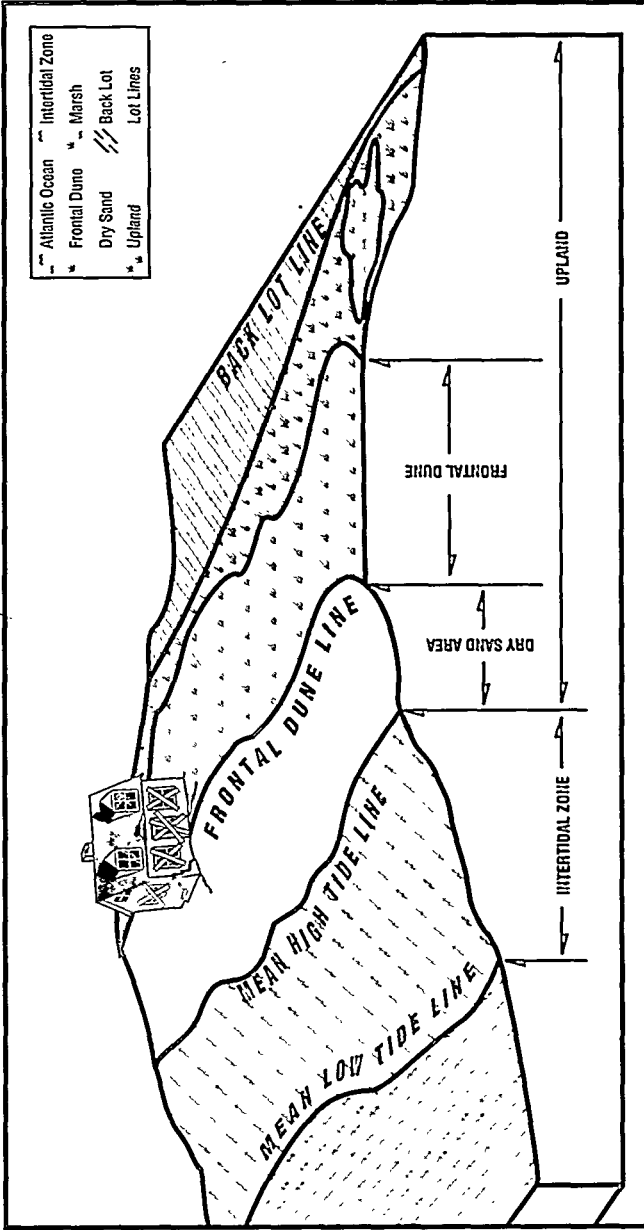 Atlantic Ocean
Intertidal Zone
Frontal Dune
Marsh
Dry Sand
Back Lot
Upland
Lot Lines
BACK LOT LINE
FRONTAL DUNE LINE
MEAN HIGH TIDE LINE
MEAN LOW TIDE LINE
UPLAND
FRONTAL DUNE
DRY SAND AREA
INTERTIDAL ZONE